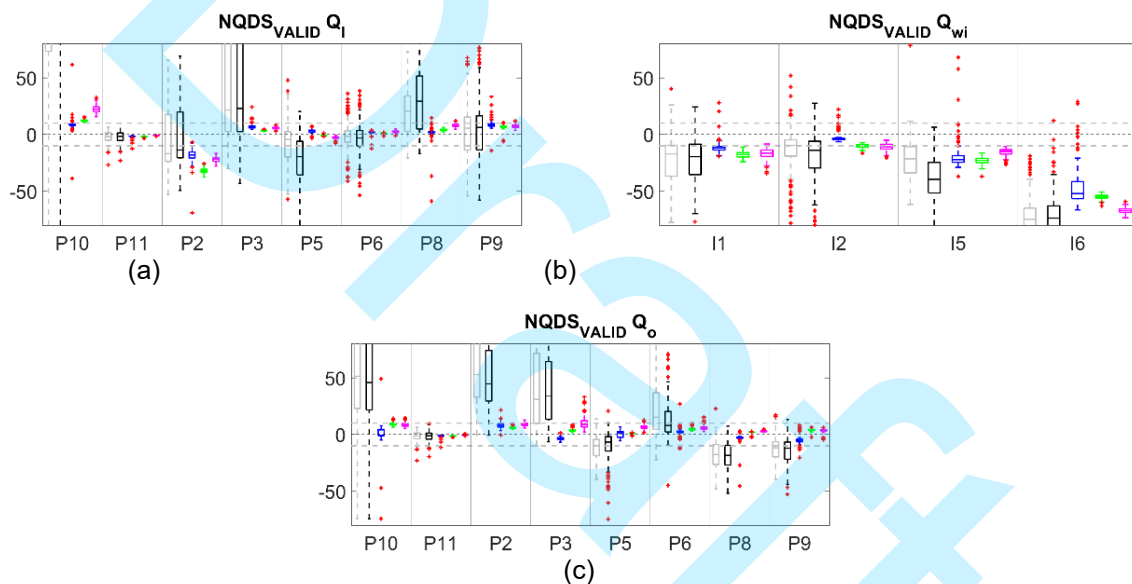 NQDS_VALID Q_l
50
0
-50
P10 P11 P2 P3 P5 P6 P8 P9
(a)
NQDS_VALID Q_wi
50
0
-50
I1 I2 I5 I6
(b)
NQDS_VALID Q_o
50
0
-50
P10 P11 P2 P3 P5 P6 P8 P9
(c)
Draft